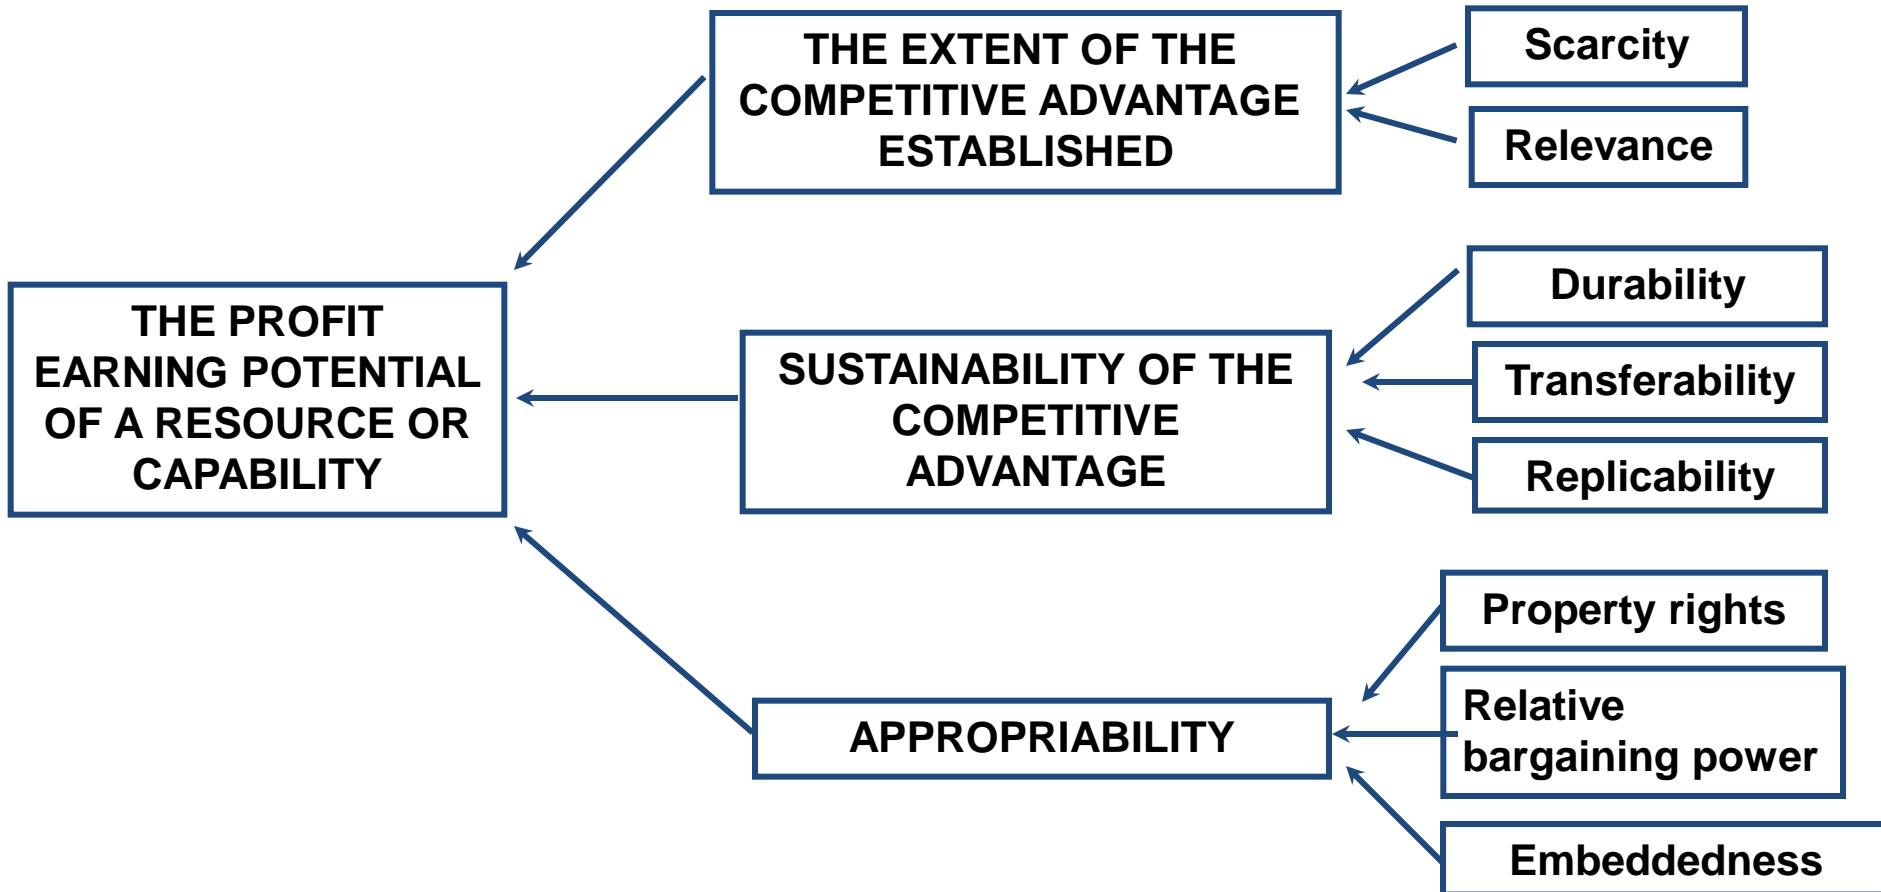 THE EXTENT OF THE
COMPETITIVE ADVANTAGE
ESTABLISHED
Scarcity
Relevance
THE PROFIT
EARNING POTENTIAL
OF A RESOURCE OR
CAPABILITY
SUSTAINABILITY OF THE
COMPETITIVE
ADVANTAGE
Durability
Transferability
Replicability
APPROPRIABILITY
Property rights
Relative
bargaining power
Embeddedness